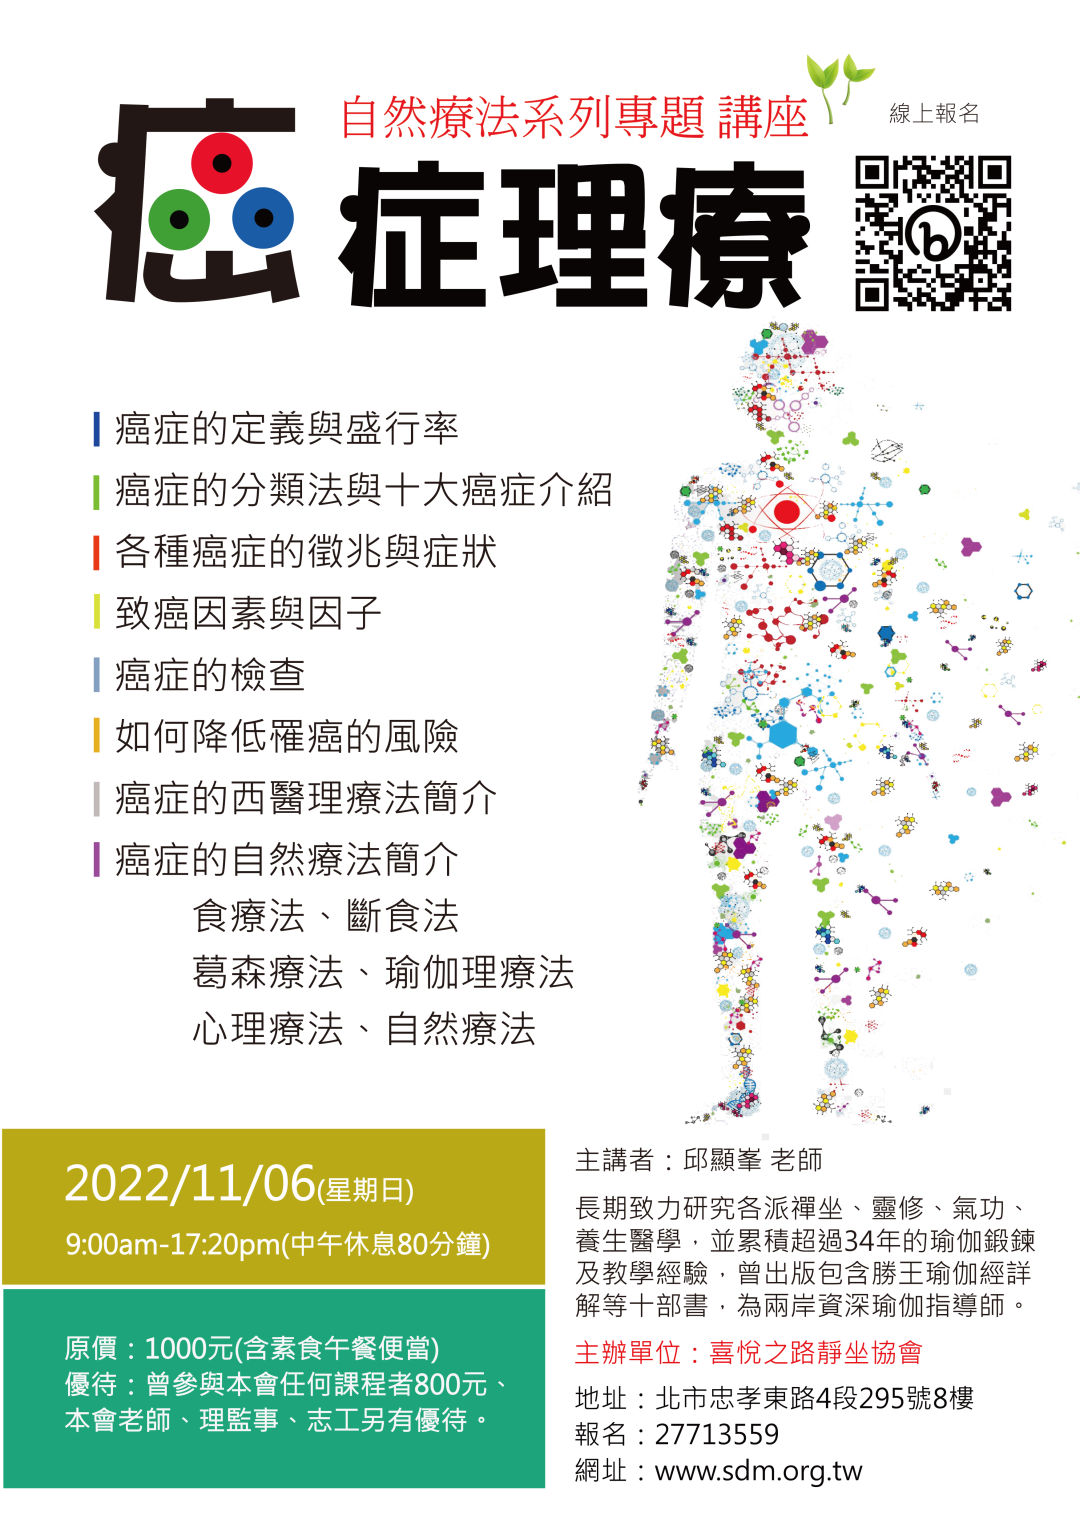 自然療法系列專題 講座
線上報名
癌症理療
癌症的定義與盛行率
癌症的分類法與十大癌症介紹
各種癌症的徵兆與症狀
致癌因素與因子
癌症的檢查
如何降低罹癌的風險
癌症的西醫理療法簡介
癌症的自然療法簡介
食療法、斷食法
葛森療法、瑜伽理療法
心理療法、自然療法
2022/11/06(星期日)
9:00am-17:20pm(中午休息80分鐘)
原價：1000元(含素食午餐便當)
優待：曾參與本會任何課程者800元、
本會老師、理監事、志工另有優待。
主講者：邱顯峯 老師
長期致力研究各派禪坐、靈修、氣功、
養生醫學，並累積超過34年的瑜伽鍛鍊
及教學經驗，曾出版包含勝王瑜伽經詳
解等十部書，為兩岸資深瑜伽指導師。
主辦單位：喜悅之路靜坐協會
地址：北市忠孝東路4段295號8樓
報名：27713559
網址：www.sdm.org.tw